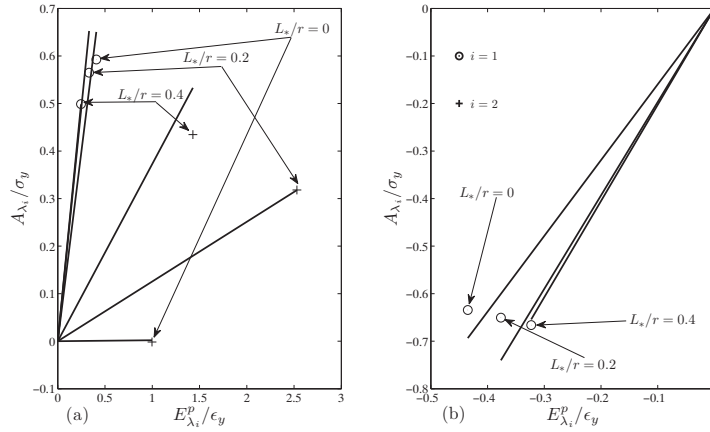 0.7
0.6
0.5
0.4
0.3
0.2
0.1
0
−0.1
0
0.5
1
1.5
2
2.5
3
A_{λ_i}/σ_y
E^p_{λ_i}/ϵ_y
(a)
L_*/r = 0
L_*/r = 0.2
L_*/r = 0.4
0
−0.1
−0.2
−0.3
−0.4
−0.5
−0.6
−0.7
−0.8
−0.5
−0.4
−0.3
−0.2
−0.1
A_{λ_i}/σ_y
E^p_{λ_i}/ϵ_y
(b)
i = 1
i = 2
L_*/r = 0
L_*/r = 0.4
L_*/r = 0.2